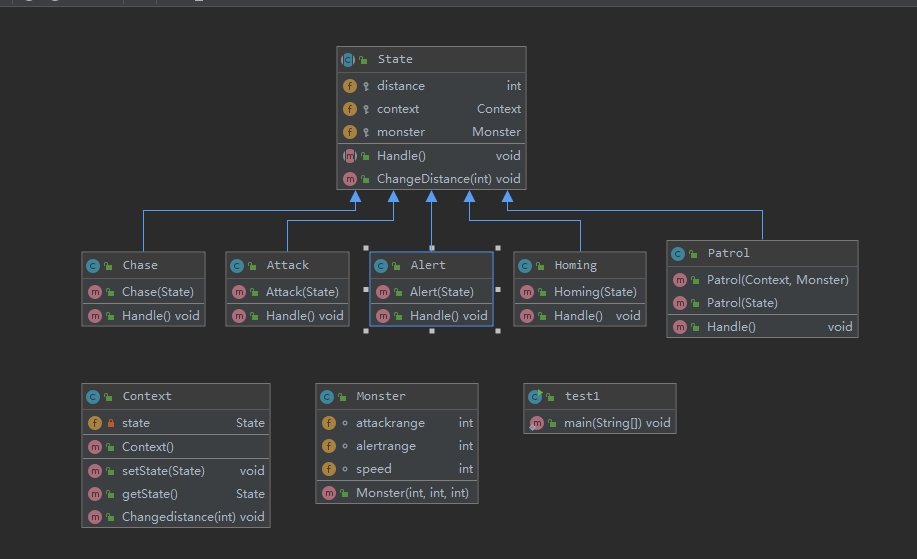 State
distance int
context Context
monster Monster
Handle() void
ChangeDistance(int) void
Chase
Chase(State)
Handle() void
Attack
Attack(State)
Handle() void
Alert
Alert(State)
Handle() void
Homing
Homing(State)
Handle() void
Patrol
Patrol(Context, Monster)
Patrol(State)
Handle() void
Context
state State
Context()
setState(State) void
getState() State
Changedistance(int) void
Monster
attackrange int
alertrange int
speed int
Monster(int, int, int)
test1
main(String[]) void